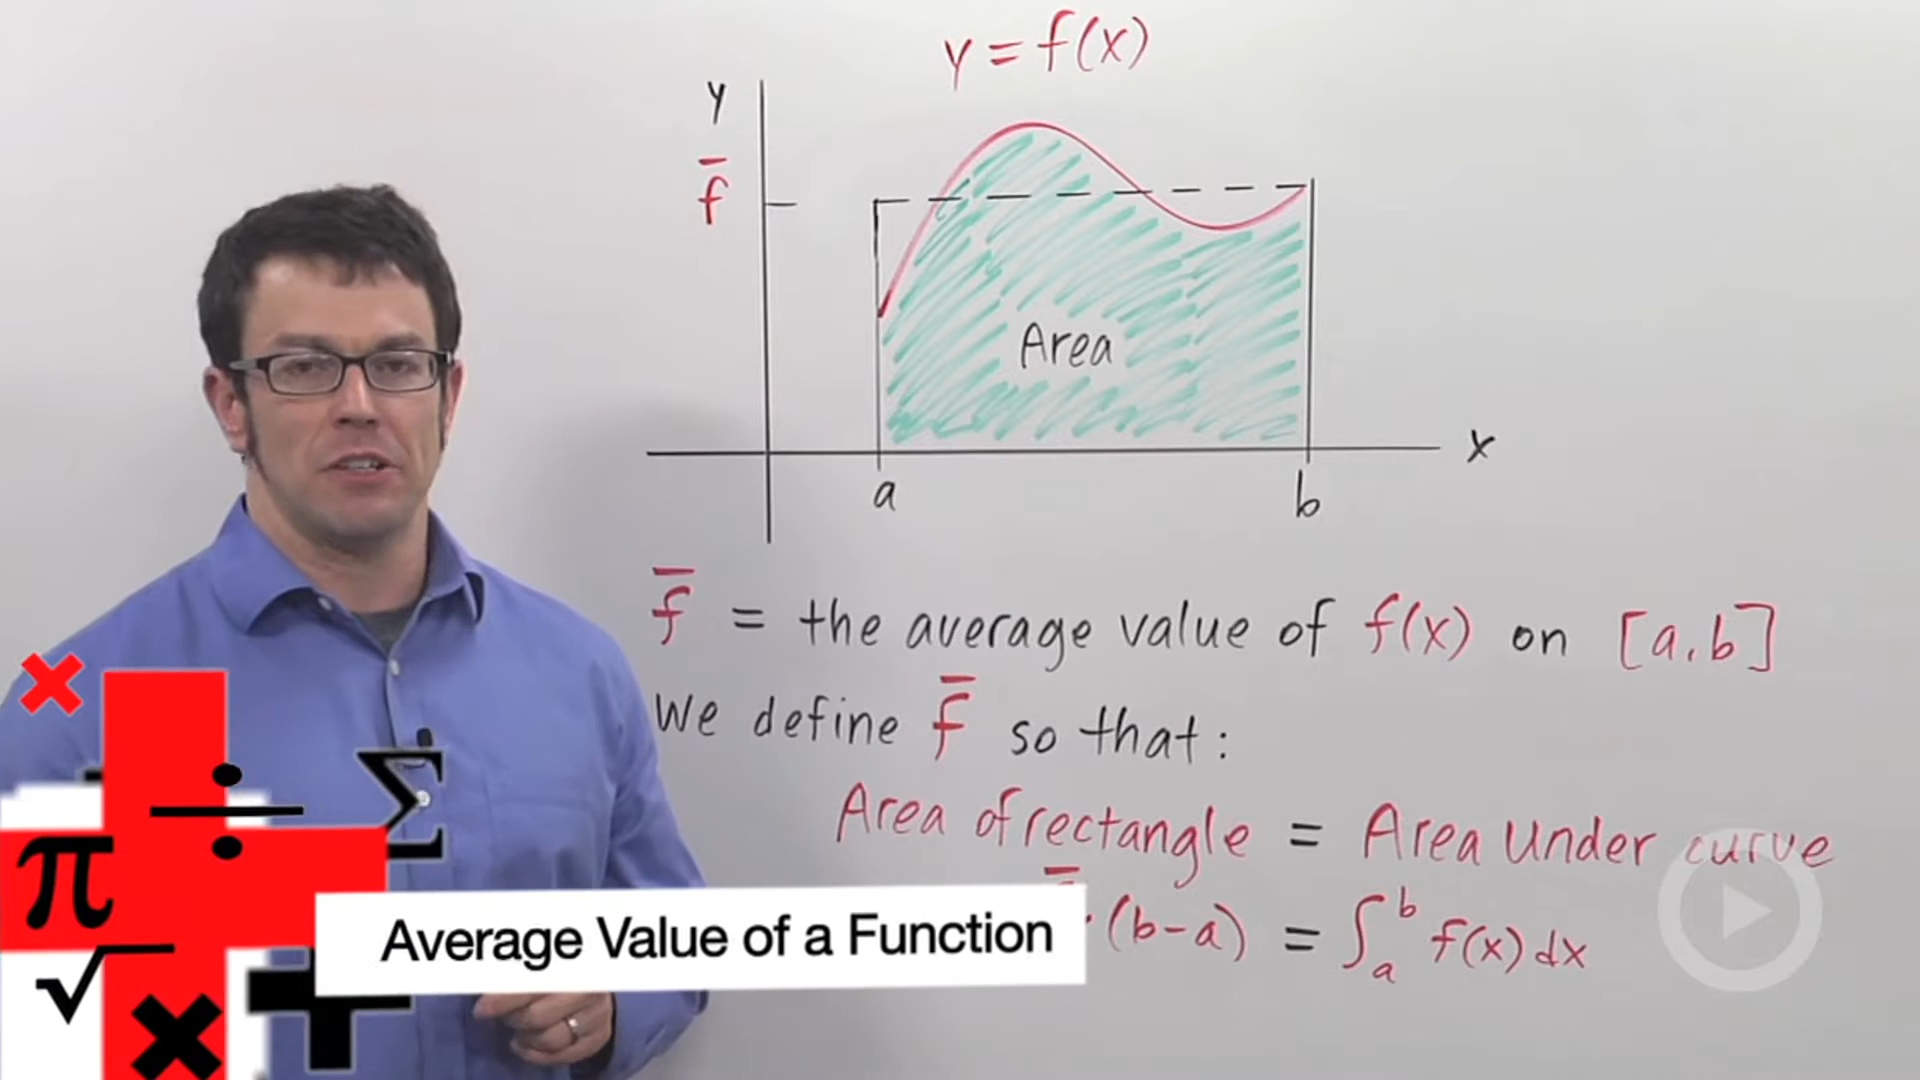 y = f(x)
y
f̅
Area
x
a
b
f̅ = the average value of f(x) on [a,b]
We define f̅ so that:
Area of rectangle = Area Under curve
·(b-a) = ∫ₐᵇ f(x) dx
Average Value of a Function
π
÷
Σ
√
+
×